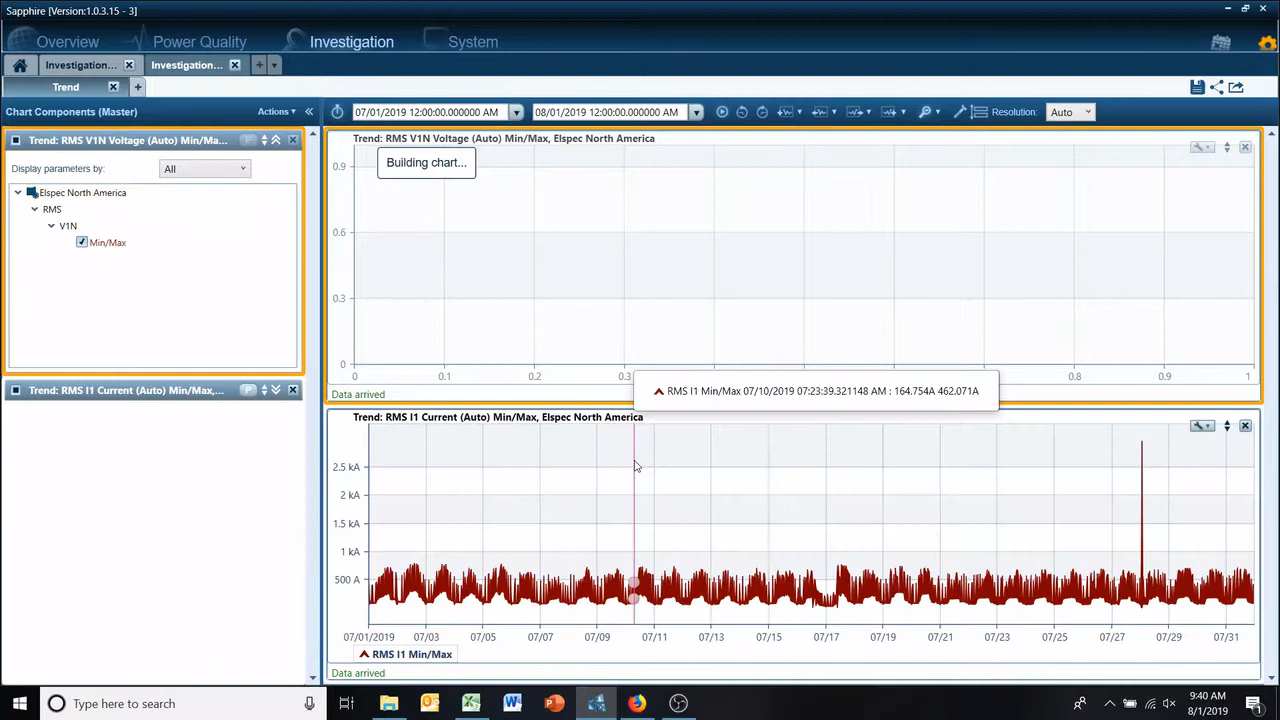 Sapphire [Version:1.0.3.15 - 3]
Overview Power Quality Investigation System
Investigation... Investigation...
Trend
Chart Components (Master) Actions
07/01/2019 12:00:00.000000 AM 08/01/2019 12:00:00.000000 AM Resolution: Auto
Trend: RMS V1N Voltage (Auto) Min/Ma... P
Display parameters by: All
Elspec North America
RMS
V1N
Min/Max
Trend: RMS I1 Current (Auto) Min/Max,... P
Trend: RMS V1N Voltage (Auto) Min/Max, Elspec North America
Building chart...
0.9
0.6
0.3
0
0 0.1 0.2 0.3 0.8 0.9 1
Data arrived
RMS I1 Min/Max 07/10/2019 07:23:39.321148 AM : 164.754A 462.071A
Trend: RMS I1 Current (Auto) Min/Max, Elspec North America
2.5 kA
2 kA
1.5 kA
1 kA
500 A
07/01/2019 07/03 07/05 07/07 07/09 07/11 07/13 07/15 07/17 07/19 07/21 07/23 07/25 07/27 07/29 07/31
RMS I1 Min/Max
Data arrived
Type here to search
9:40 AM
8/1/2019
1